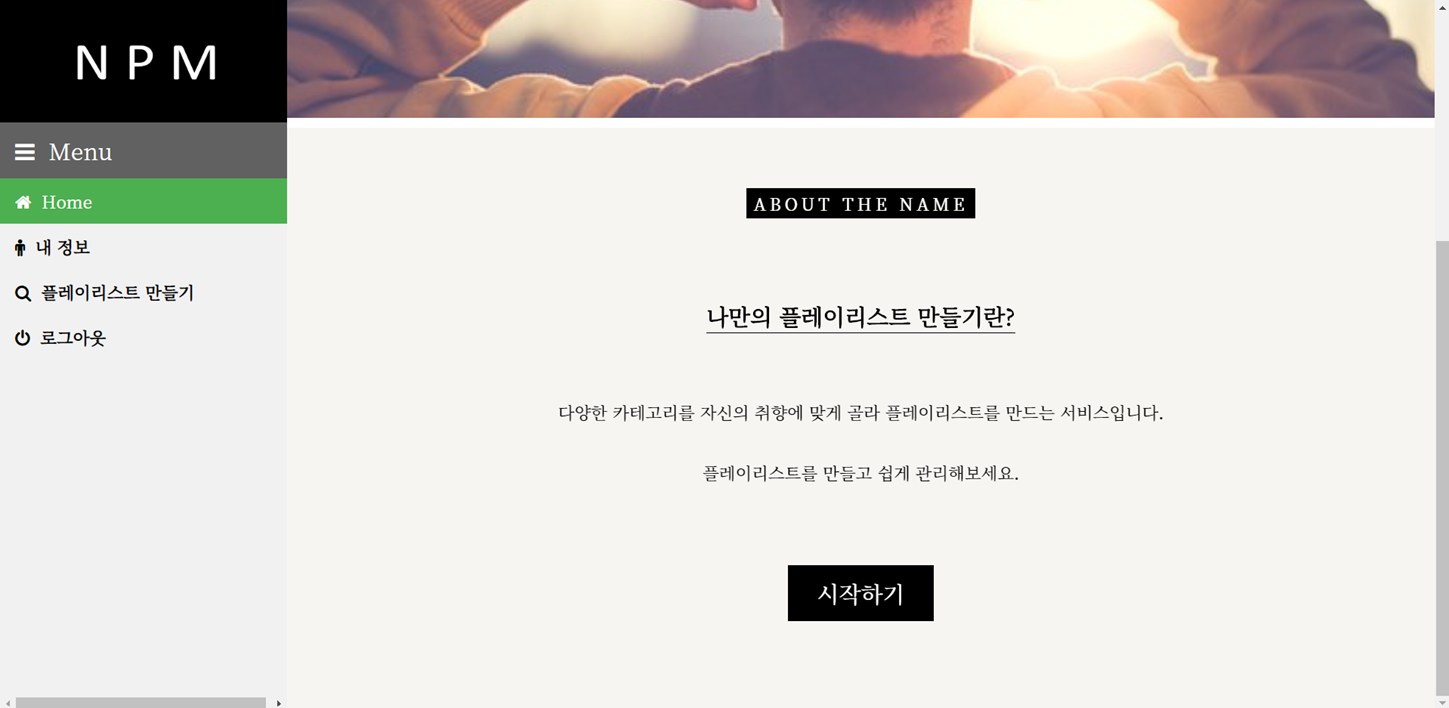 N P M
Menu
Home
내 정보
플레이리스트 만들기
로그아웃
ABOUT THE NAME
나만의 플레이리스트 만들기란?
다양한 카테고리를 자신의 취향에 맞게 골라 플레이리스트를 만드는 서비스입니다.
플레이리스트를 만들고 쉽게 관리해보세요.
시작하기